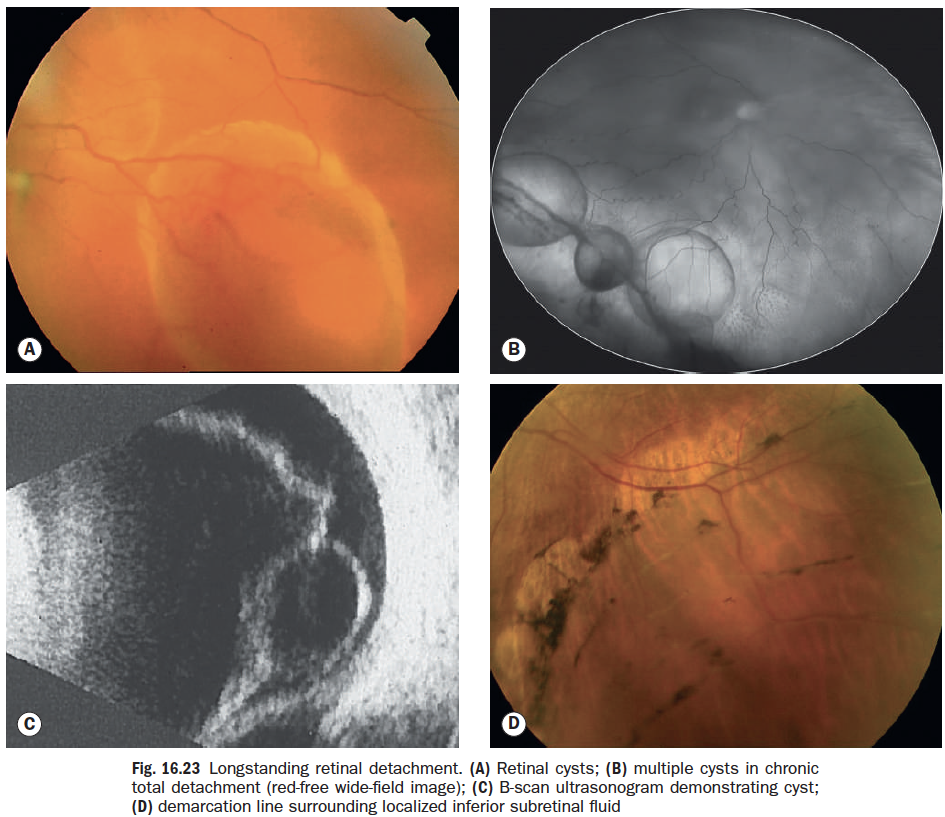 A
B
C
D
Fig. 16.23 Longstanding retinal detachment. (A) Retinal cysts; (B) multiple cysts in chronic
total detachment (red-free wide-field image); (C) B-scan ultrasonogram demonstrating cyst;
(D) demarcation line surrounding localized inferior subretinal fluid